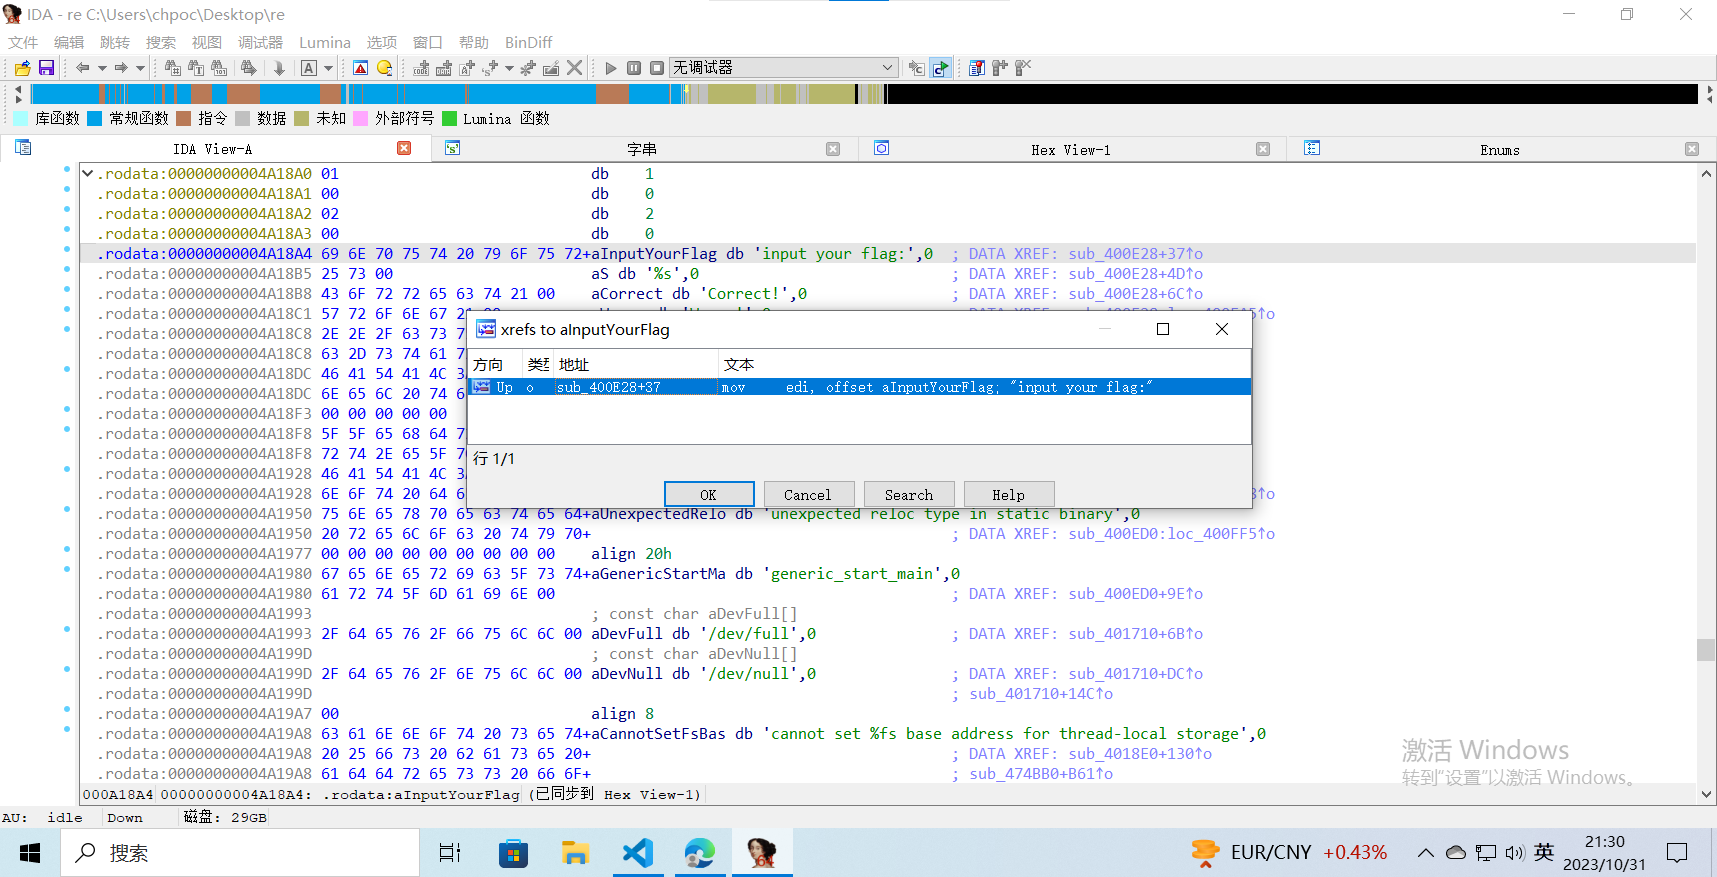 IDA - re C:\Users\chpoc\Desktop\re
文件 编辑 跳转 搜索 视图 调试器 Lumina 选项 窗口 帮助 BinDiff
无调试器
库函数 常规函数 指令 数据 未知 外部符号 Lumina 函数
IDA View-A 字串 Hex View-1 Enums
.rodata:00000000004A18A0 01 db 1
.rodata:00000000004A18A1 00 db 0
.rodata:00000000004A18A2 02 db 2
.rodata:00000000004A18A3 00 db 0
.rodata:00000000004A18A4 69 6E 70 75 74 20 79 6F 75 72+aInputYourFlag db 'input your flag:',0 ; DATA XREF: sub_400E28+37↑o
.rodata:00000000004A18B5 25 73 00 aS db '%s',0 ; DATA XREF: sub_400E28+4D↑o
.rodata:00000000004A18B8 43 6F 72 72 65 63 74 21 00 aCorrect db 'Correct!',0 ; DATA XREF: sub_400E28+6C↑o
.rodata:00000000004A18C1 57 72 6F 6E 67
.rodata:00000000004A18C8 2E 2E 2F 63 73
.rodata:00000000004A18C8 63 2D 73 74 61
.rodata:00000000004A18DC 46 41 54 41 4C
.rodata:00000000004A18DC 6E 65 6C 20 74
.rodata:00000000004A18F3 00 00 00 00 00
.rodata:00000000004A18F8 5F 5F 65 68 64
.rodata:00000000004A18F8 72 74 2E 65 5F
.rodata:00000000004A1928 46 41 54 41 4C
.rodata:00000000004A1928 6E 6F 74 20 64
xrefs to aInputYourFlag
方向 类型 地址 文本
Up o sub_400E28+37 mov edi, offset aInputYourFlag; "input your flag:"
行 1/1
OK Cancel Search Help
.rodata:00000000004A1950 75 6E 65 78 70 65 63 74 65 64+aUnexpectedRelo db 'unexpected reloc type in static binary',0
.rodata:00000000004A1950 20 72 65 6C 6F 63 20 74 79 70+ ; DATA XREF: sub_400ED0:loc_400FF5↑o
.rodata:00000000004A1977 00 00 00 00 00 00 00 00 00 align 20h
.rodata:00000000004A1980 67 65 6E 65 72 69 63 5F 73 74+aGenericStartMa db 'generic_start_main',0
.rodata:00000000004A1980 61 72 74 5F 6D 61 69 6E 00 ; DATA XREF: sub_400ED0+9E↑o
.rodata:00000000004A1993 ; const char aDevFull[]
.rodata:00000000004A1993 2F 64 65 76 2F 66 75 6C 6C 00 aDevFull db '/dev/full',0 ; DATA XREF: sub_401710+6B↑o
.rodata:00000000004A199D ; const char aDevNull[]
.rodata:00000000004A199D 2F 64 65 76 2F 6E 75 6C 6C 00 aDevNull db '/dev/null',0 ; DATA XREF: sub_401710+DC↑o
.rodata:00000000004A199D ; sub_401710+14C↑o
.rodata:00000000004A19A7 00 align 8
.rodata:00000000004A19A8 63 61 6E 6E 6F 74 20 73 65 74+aCannotSetFsBas db 'cannot set %fs base address for thread-local storage',0
.rodata:00000000004A19A8 20 25 66 73 20 62 61 73 65 20+ ; DATA XREF: sub_4018E0+130↑o
.rodata:00000000004A19A8 61 64 64 72 65 73 73 20 66 6F+ ; sub_474BB0+B61↑o
激活 Windows
转到“设置”以激活 Windows。
000A18A4 00000000004A18A4: .rodata:aInputYourFlag (已同步到 Hex View-1)
AU: idle Down 磁盘: 29GB
搜索
EUR/CNY +0.43%
英
21:30
2023/10/31